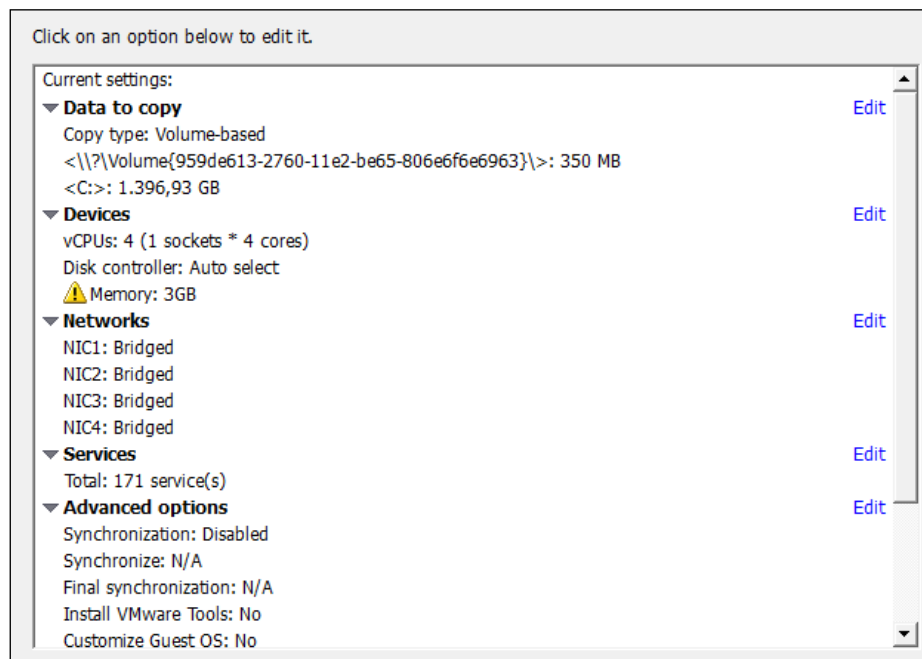 Click on an option below to edit it.
Current settings:
Data to copy Edit
Copy type: Volume-based
<\\?\Volume{959de613-2760-11e2-be65-806e6f6e6963}\>: 350 MB
<C:>: 1.396,93 GB
Devices Edit
vCPUs: 4 (1 sockets * 4 cores)
Disk controller: Auto select
Memory: 3GB
Networks Edit
NIC1: Bridged
NIC2: Bridged
NIC3: Bridged
NIC4: Bridged
Services Edit
Total: 171 service(s)
Advanced options Edit
Synchronization: Disabled
Synchronize: N/A
Final synchronization: N/A
Install VMware Tools: No
Customize Guest OS: No